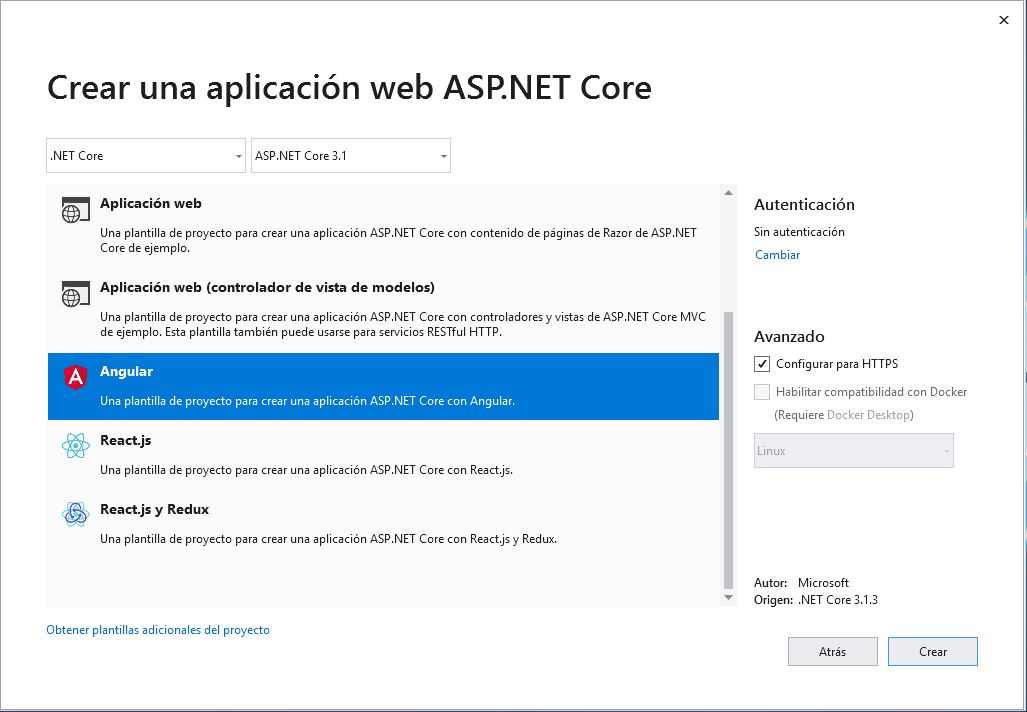 Crear una aplicación web ASP.NET Core
.NET Core
ASP.NET Core 3.1
Aplicación web
Una plantilla de proyecto para crear una aplicación ASP.NET Core con contenido de páginas de Razor de ASP.NET
Core de ejemplo.
Aplicación web (controlador de vista de modelos)
Una plantilla de proyecto para crear una aplicación ASP.NET Core con controladores y vistas de ASP.NET Core MVC
de ejemplo. Esta plantilla también puede usarse para servicios RESTful HTTP.
Angular
Una plantilla de proyecto para crear una aplicación ASP.NET Core con Angular.
React.js
Una plantilla de proyecto para crear una aplicación ASP.NET Core con React.js.
React.js y Redux
Una plantilla de proyecto para crear una aplicación ASP.NET Core con React.js y Redux.
Obtener plantillas adicionales del proyecto
Autenticación
Sin autenticación
Cambiar
Avanzado
Configurar para HTTPS
Habilitar compatibilidad con Docker
(Requiere Docker Desktop)
Linux
Autor: Microsoft
Origen: .NET Core 3.1.3
Atrás
Crear